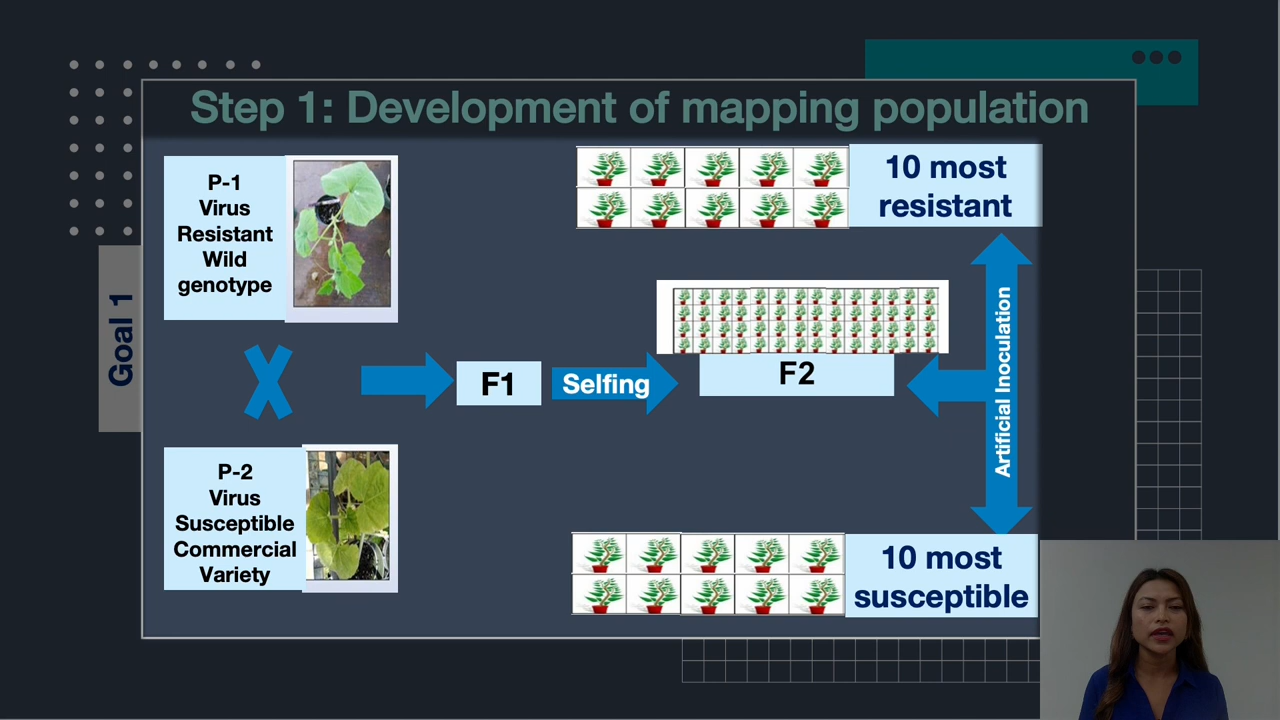 Step 1: Development of mapping population
Goal 1
P-1
Virus
Resistant
Wild
genotype
10 most
resistant
F1
Selfing
F2
Artificial Inoculation
P-2
Virus
Susceptible
Commercial
Variety
10 most
susceptible